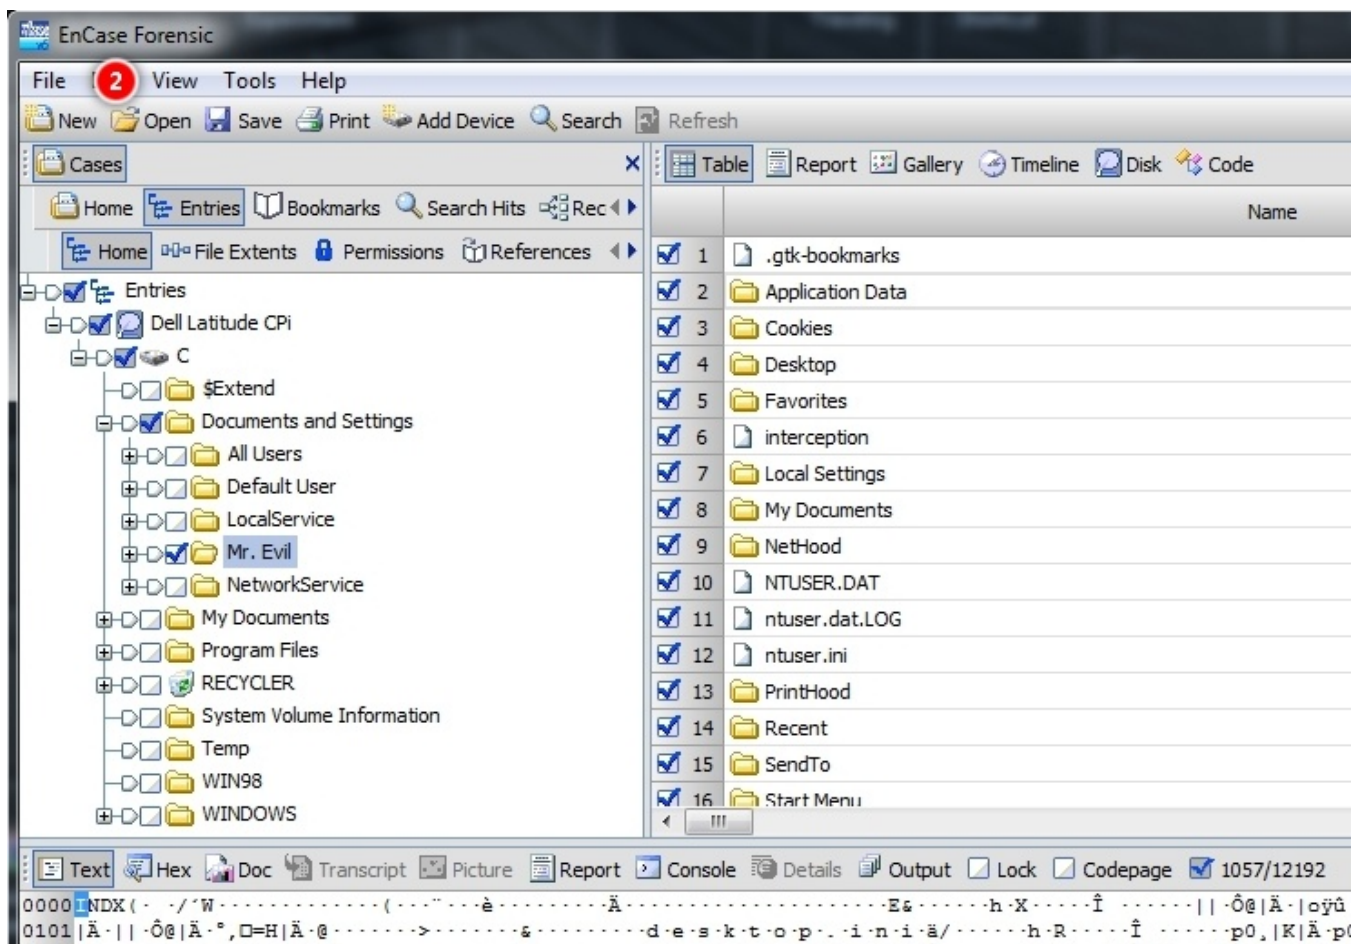 EnCase Forensic
File 2 View Tools Help
New Open Save Print Add Device Search Refresh
Cases
Table Report Gallery Timeline Disk Code
Home Entries Bookmarks Search Hits Rec
Name
Home File Extents Permissions References
1 .gtk-bookmarks
2 Application Data
3 Cookies
4 Desktop
5 Favorites
6 interception
7 Local Settings
8 My Documents
9 NetHood
10 NTUSER.DAT
11 ntuser.dat.LOG
12 ntuser.ini
13 PrintHood
14 Recent
15 SendTo
16 Start Menu
Entries
Dell Latitude CPi
C
$Extend
Documents and Settings
All Users
Default User
LocalService
Mr. Evil
NetworkService
My Documents
Program Files
RECYCLER
System Volume Information
Temp
WIN98
WINDOWS
Text Hex Doc Transcript Picture Report Console Details Output Lock Codepage 1057/12192
0000 INDX(
0101 d·e·s·k·t·o·p·.·i·n·i